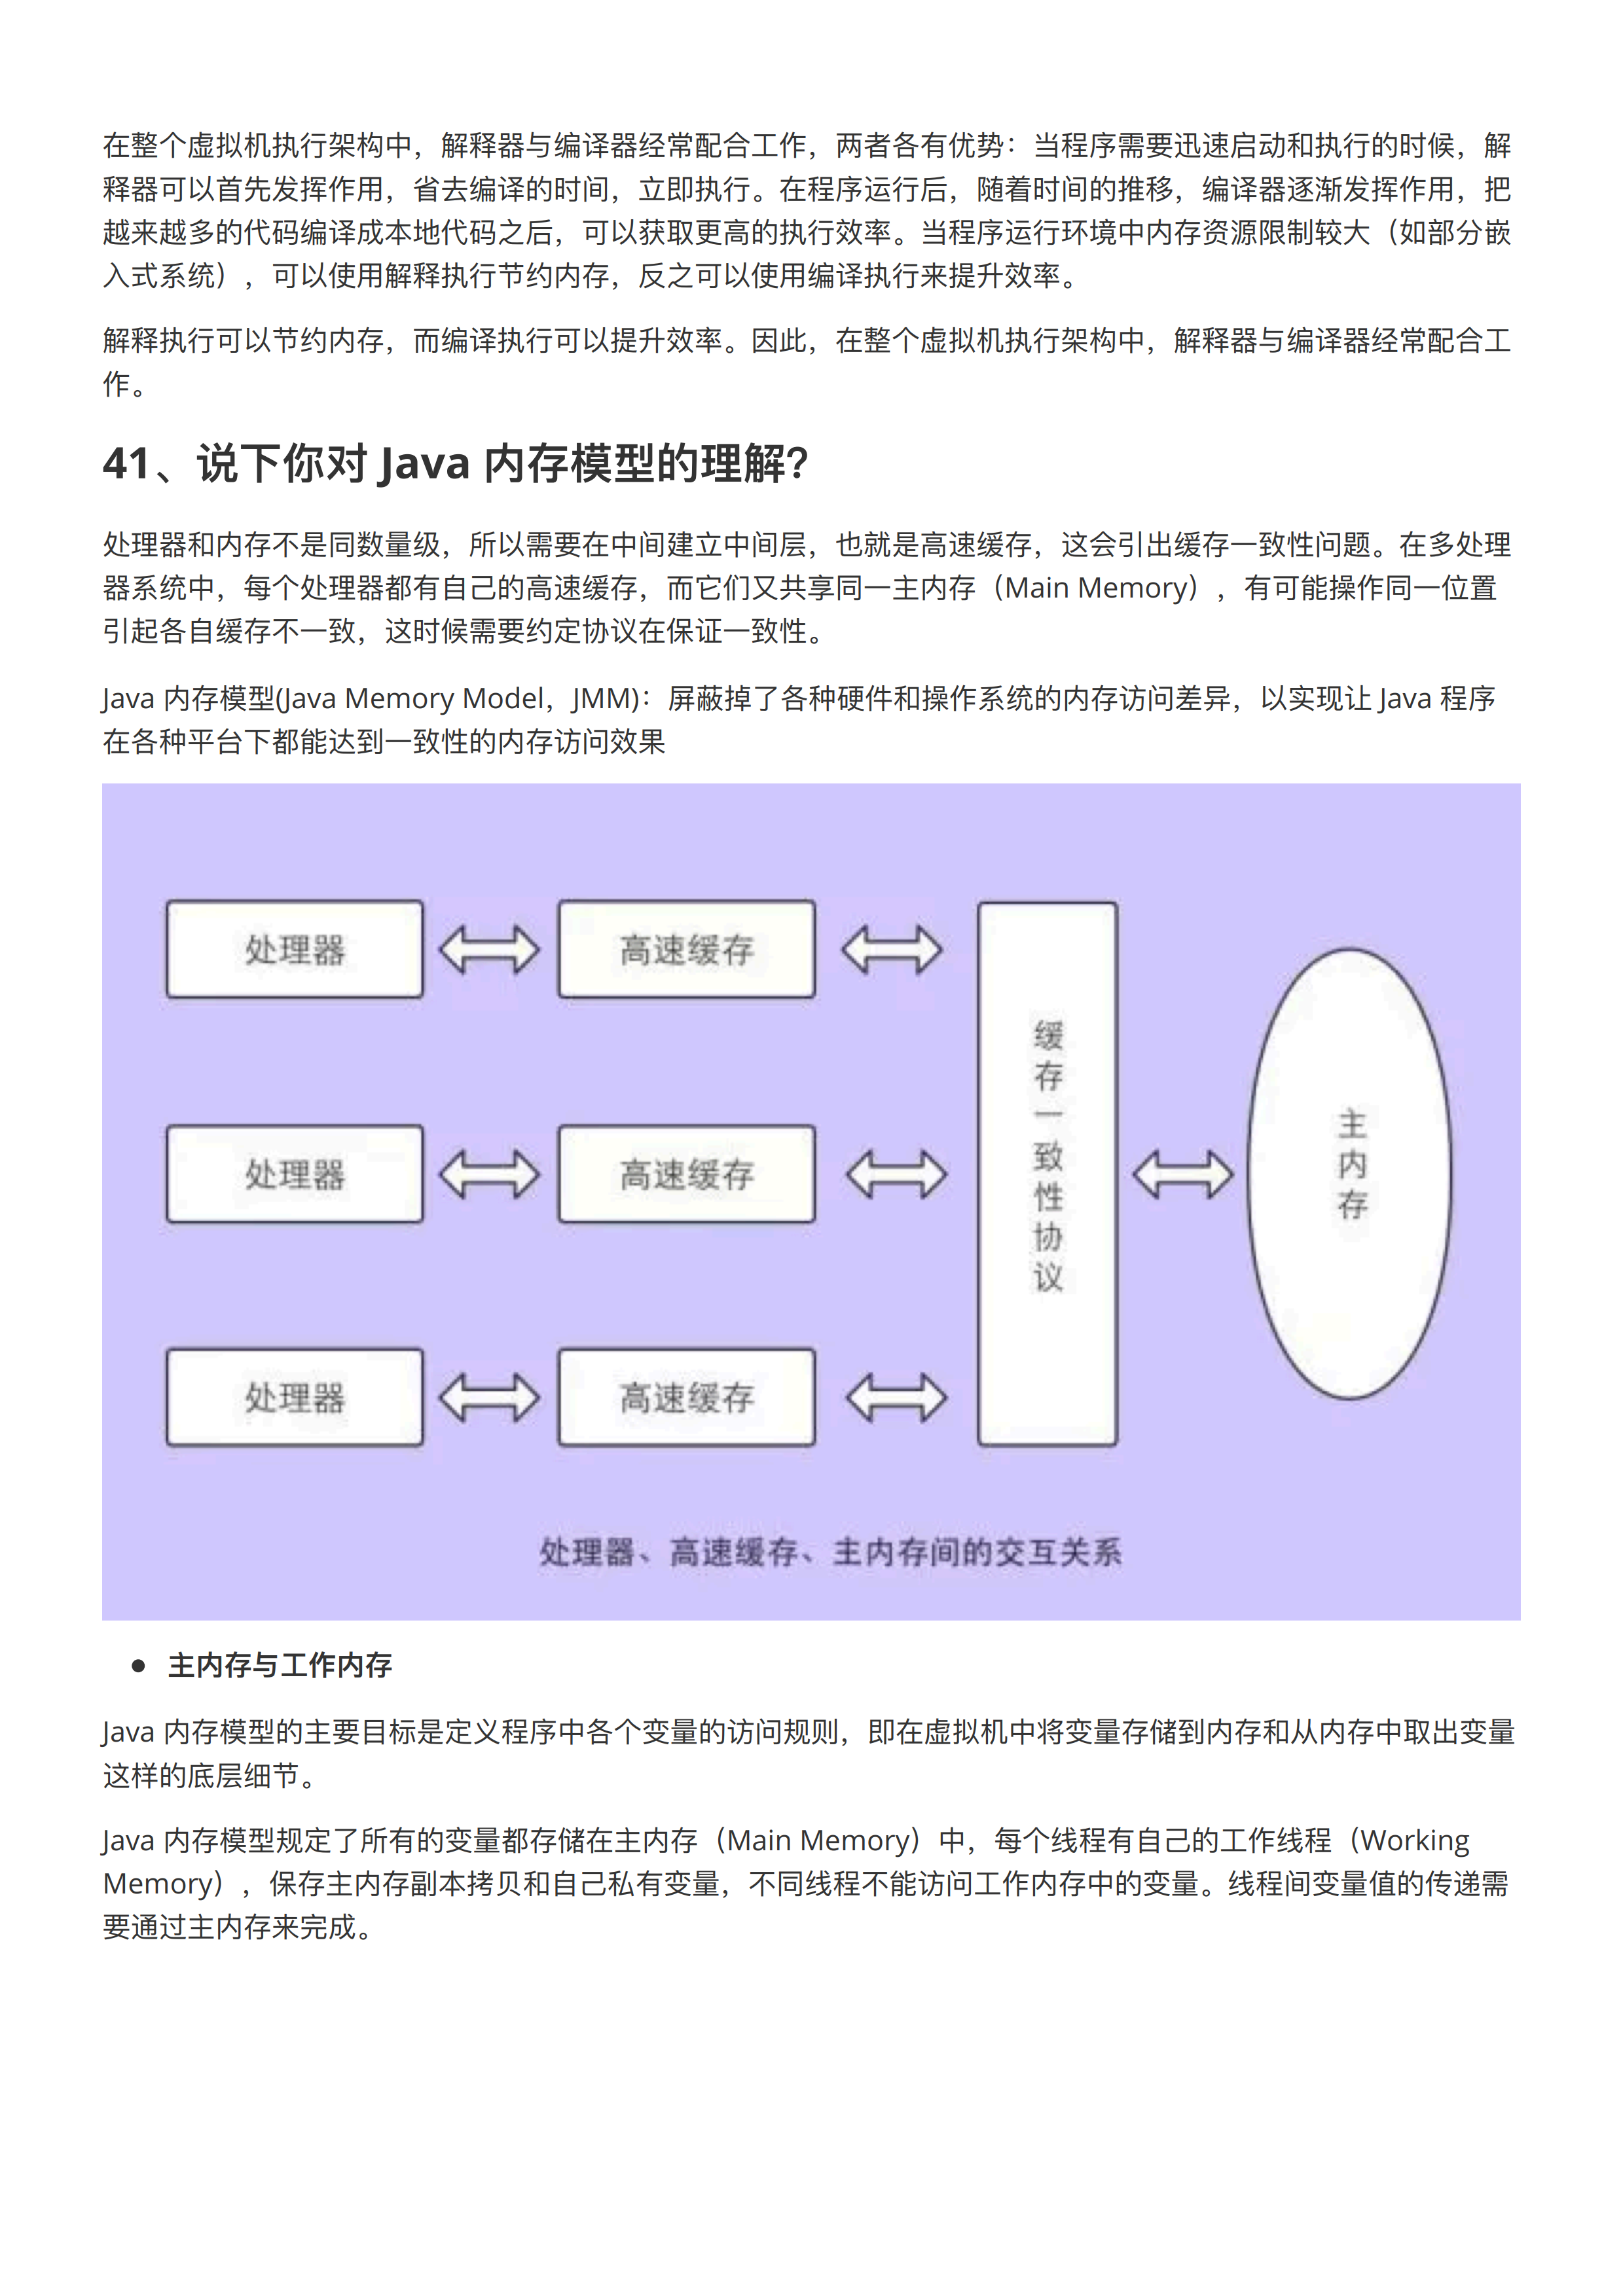 在整个虚拟机执行架构中，解释器与编译器经常配合工作，两者各有优势：当程序需要迅速启动和执行的时候，解
释器可以首先发挥作用，省去编译的时间，立即执行。在程序运行后，随着时间的推移，编译器逐渐发挥作用，把
越来越多的代码编译成本地代码之后，可以获取更高的执行效率。当程序运行环境中内存资源限制较大（如部分嵌
入式系统），可以使用解释执行节约内存，反之可以使用编译执行来提升效率。
解释执行可以节约内存，而编译执行可以提升效率。因此，在整个虚拟机执行架构中，解释器与编译器经常配合工
作。
41、说下你对 Java 内存模型的理解？
处理器和内存不是同数量级，所以需要在中间建立中间层，也就是高速缓存，这会引出缓存一致性问题。在多处理
器系统中，每个处理器都有自己的高速缓存，而它们又共享同一主内存（Main Memory），有可能操作同一位置
引起各自缓存不一致，这时候需要约定协议在保证一致性。
Java 内存模型(Java Memory Model，JMM)：屏蔽掉了各种硬件和操作系统的内存访问差异，以实现让 Java 程序
在各种平台下都能达到一致性的内存访问效果
处理器
高速缓存
处理器
高速缓存
处理器
高速缓存
缓存一致性协议
主内存
处理器、高速缓存、主内存间的交互关系
● 主内存与工作内存
Java 内存模型的主要目标是定义程序中各个变量的访问规则，即在虚拟机中将变量存储到内存和从内存中取出变量
这样的底层细节。
Java 内存模型规定了所有的变量都存储在主内存（Main Memory）中，每个线程有自己的工作线程（Working
Memory），保存主内存副本拷贝和自己私有变量，不同线程不能访问工作内存中的变量。线程间变量值的传递需
要通过主内存来完成。